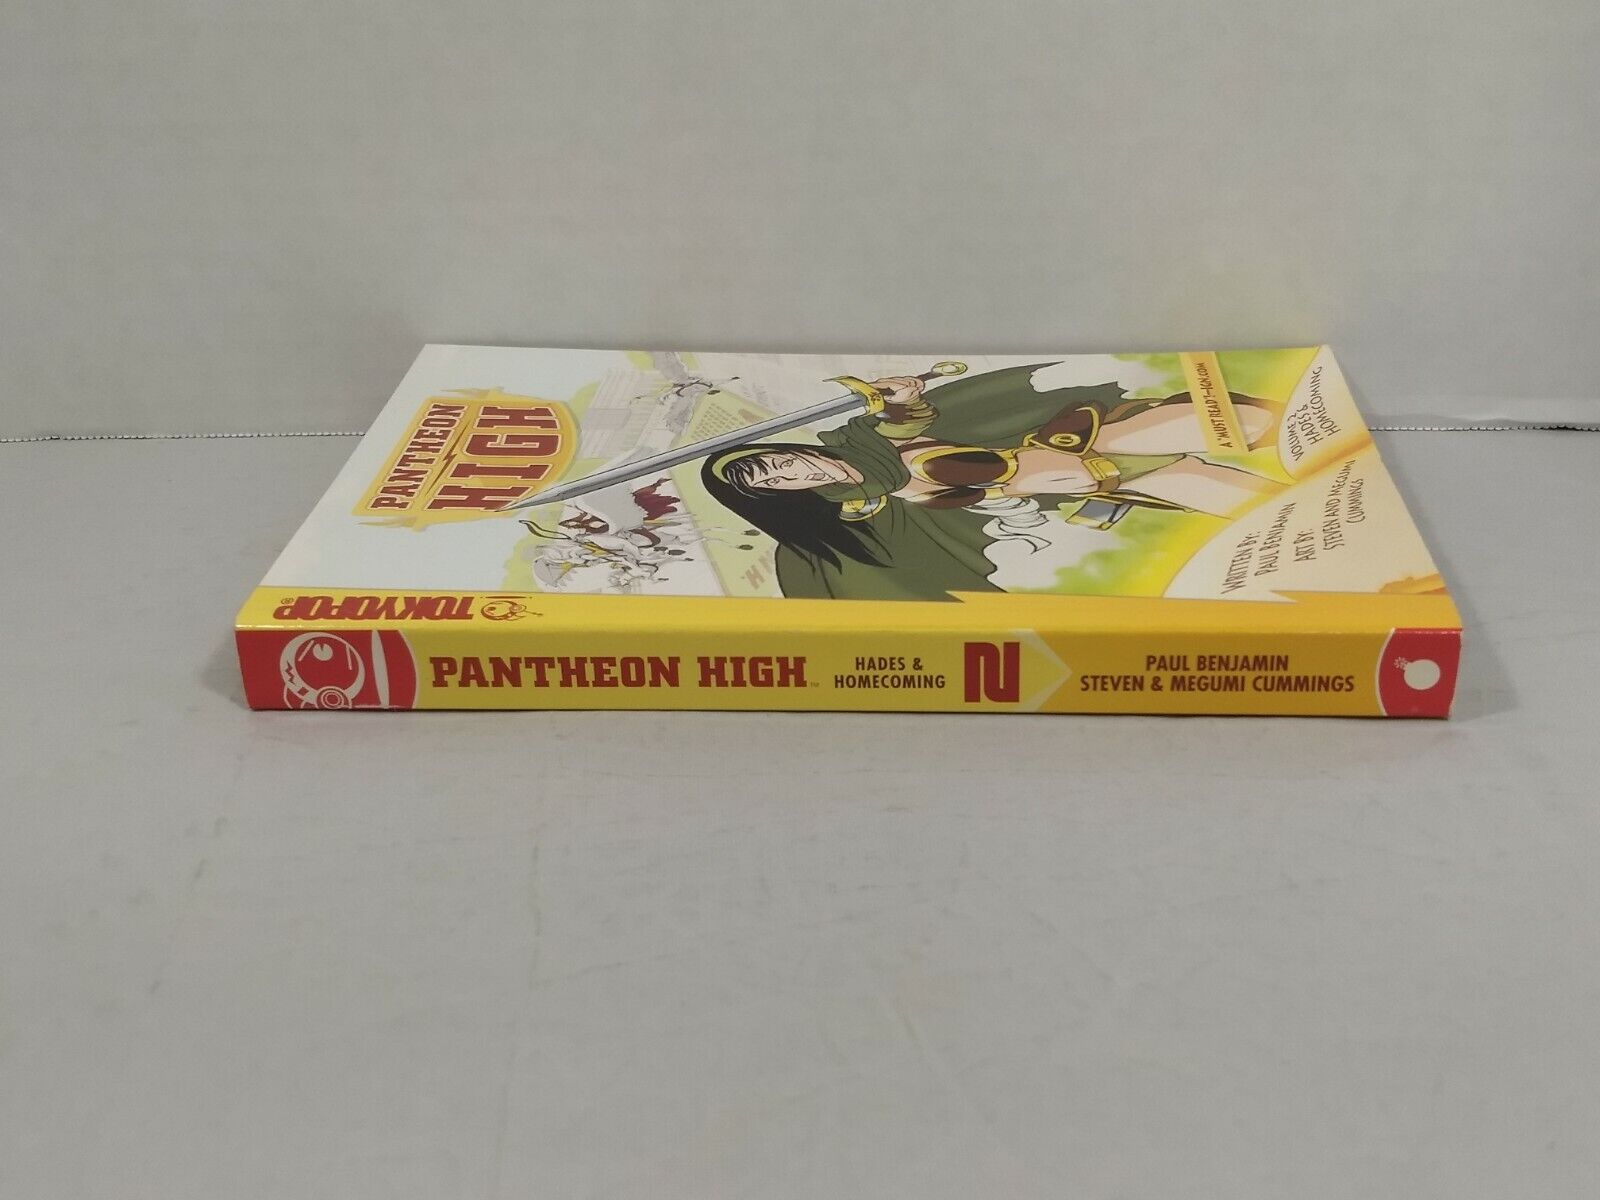 PANTHEON
HIGH
A "MUST READ!"—IGN.COM
VOLUME 2
HADES &
HOMECOMING
WRITTEN BY:
PAUL BENJAMIN
ART BY:
STEVEN AND MEGUMI
CUMMINGS
TOKYOPOP®
PANTHEON HIGH™
HADES &
HOMECOMING
2
PAUL BENJAMIN
STEVEN & MEGUMI CUMMINGS